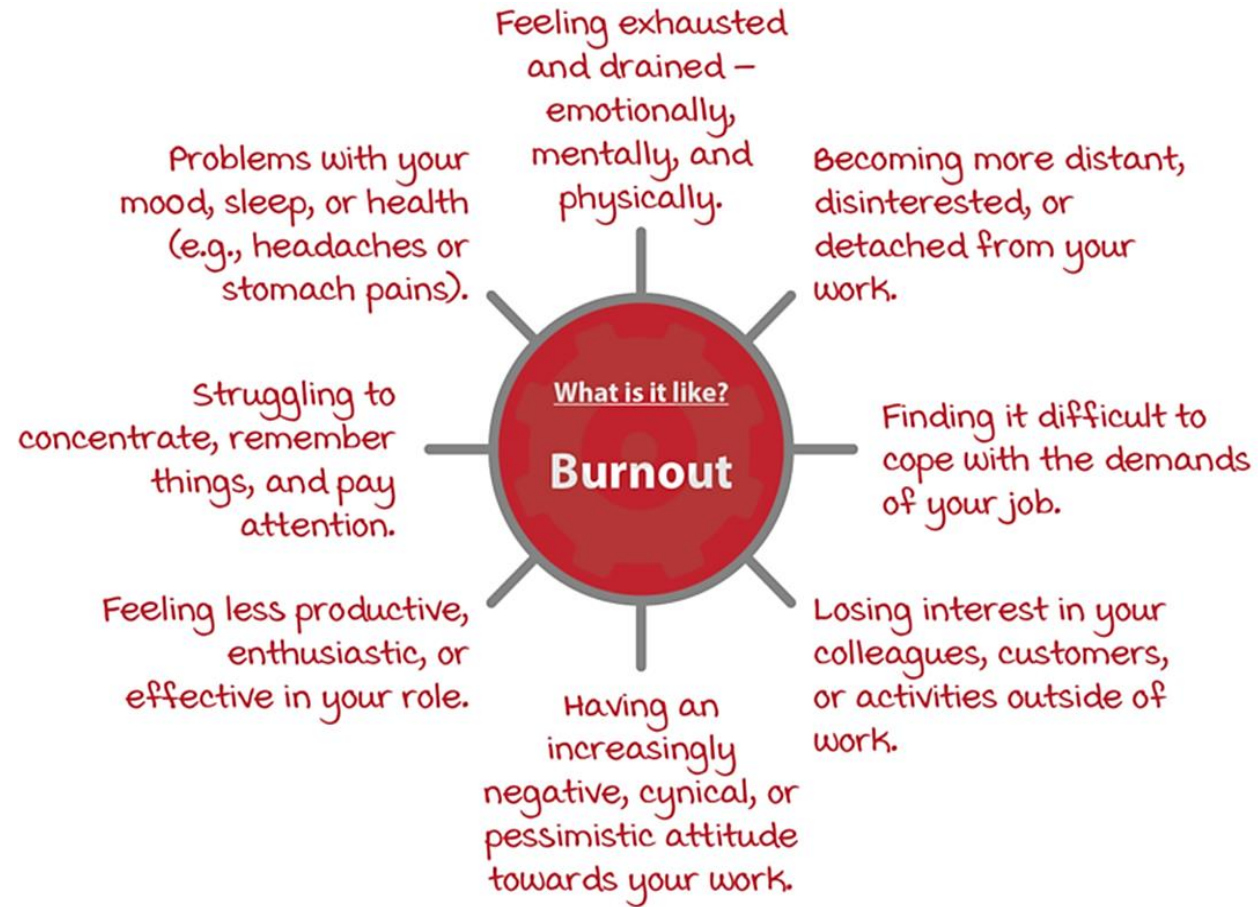 Feeling exhausted
and drained –
emotionally,
mentally, and
physically.
Becoming more distant,
disinterested, or
detached from your
work.
Finding it difficult to
cope with the demands
of your job.
Losing interest in your
colleagues, customers,
or activities outside of
work.
Having an
increasingly
negative, cynical, or
pessimistic attitude
towards your work.
Feeling less productive,
enthusiastic, or
effective in your role.
Struggling to
concentrate, remember
things, and pay
attention.
Problems with your
mood, sleep, or health
(e.g., headaches or
stomach pains).
What is it like?
Burnout